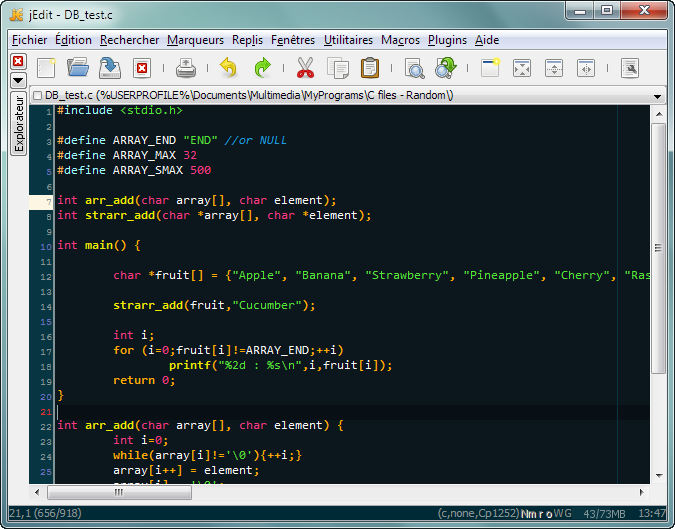 jEdit - DB_test.c
Fichier Édition Rechercher Marqueurs Replis Fenêtres Utilitaires Macros Plugins Aide
DB_test.c (%USERPROFILE%\Documents\Multimedia\MyPrograms\C files - Random\)
Explorateur
1 #include <stdio.h>
2
3 #define ARRAY_END "END" //or NULL
4 #define ARRAY_MAX 32
5 #define ARRAY_SMAX 500
6
7 int arr_add(char array[], char element);
8 int strarr_add(char *array[], char *element);
9
10 int main() {
11
12 char *fruit[] = {"Apple", "Banana", "Strawberry", "Pineapple", "Cherry", "Ras
13
14 strarr_add(fruit,"Cucumber");
15
16 int i;
17 for (i=0;fruit[i]!=ARRAY_END;++i)
18 printf("%2d : %s\n",i,fruit[i]);
19 return 0;
20 }
21
22 int arr_add(char array[], char element) {
23 int i=0;
24 while(array[i]!='\0'){++i;}
25 array[i++] = element;
21,1 (656/918) (c,none,Cp1252) N m r o WG 43/73MB 13:47